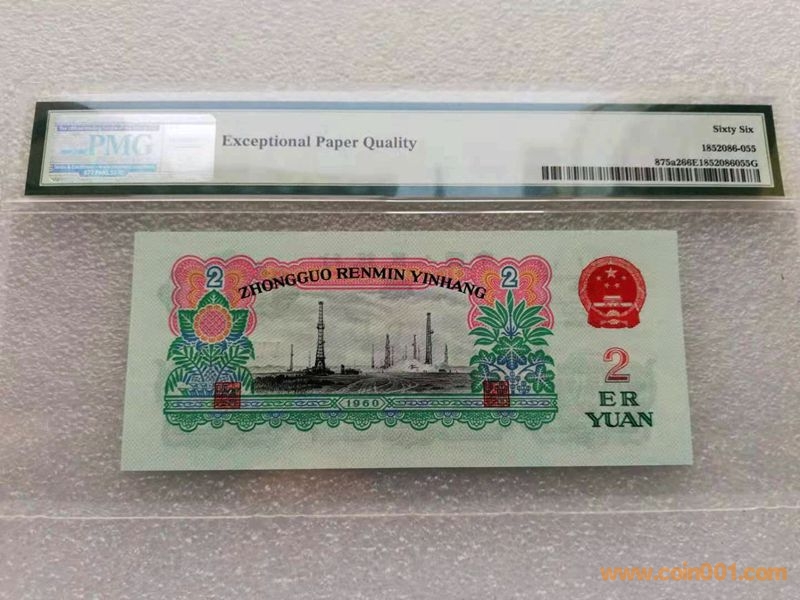 PMG
Exceptional Paper Quality
Sixty Six
1852086-055
875a266E1852086055G
2
2
ZHONGGUO RENMIN YINHANG
1960
2
ER
YUAN
www.coin001.com